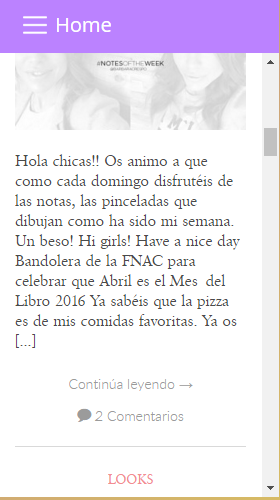 Home
#NOTESOFTHEWEEK
Hola chicas!! Os animo a que
como cada domingo disfrutéis de
las notas, las pinceladas que
dibujan como ha sido mi semana.
Un beso! Hi girls! Have a nice day
Bandolera de la FNAC para
celebrar que Abril es el Mes del
Libro 2016 Ya sabéis que la pizza
es de mis comidas favoritas. Ya os
[...]
Continúa leyendo →
2 Comentarios
LOOKS